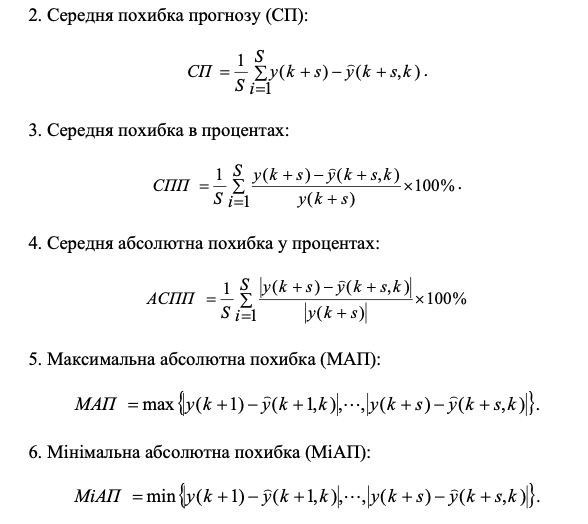 2. Середня похибка прогнозу (СП):
СП = 1/S S∑i=1 y(k + s) − ŷ(k + s,k) .
3. Середня похибка в процентах:
СПП = 1/S S∑i=1 y(k + s) − ŷ(k + s,k) / y(k + s) ×100% .
4. Середня абсолютна похибка у процентах:
АСПП = 1/S S∑i=1 |y(k + s) − ŷ(k + s,k)| / |y(k + s)| ×100%
5. Максимальна абсолютна похибка (МАП):
МАП = max{|y(k +1) − ŷ(k +1,k)|,⋯,|y(k + s) − ŷ(k + s,k)|}.
6. Мінімальна абсолютна похибка (МіАП):
МіАП = min{|y(k +1) − ŷ(k +1,k)|,⋯,|y(k + s) − ŷ(k + s,k)|}.